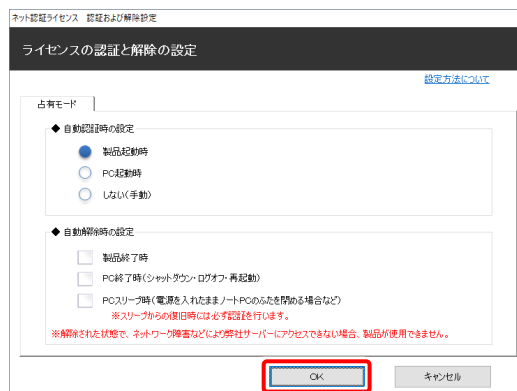 ネット認証ライセンス　認証および解除設定
ライセンスの認証と解除の設定
設定方法について
占有モード
◆ 自動認証時の設定
製品起動時
PC起動時
しない(手動)
◆ 自動解除時の設定
製品終了時
PC終了時(シャットダウン・ログオフ・再起動)
PCスリープ時(電源を入れたままノートPCのふたを閉める場合など)
※スリープからの復旧時には必ず認証を行います。
※解除された状態で、ネットワーク障害などにより弊社サーバーにアクセスできない場合、製品が使用できません。
OK
キャンセル